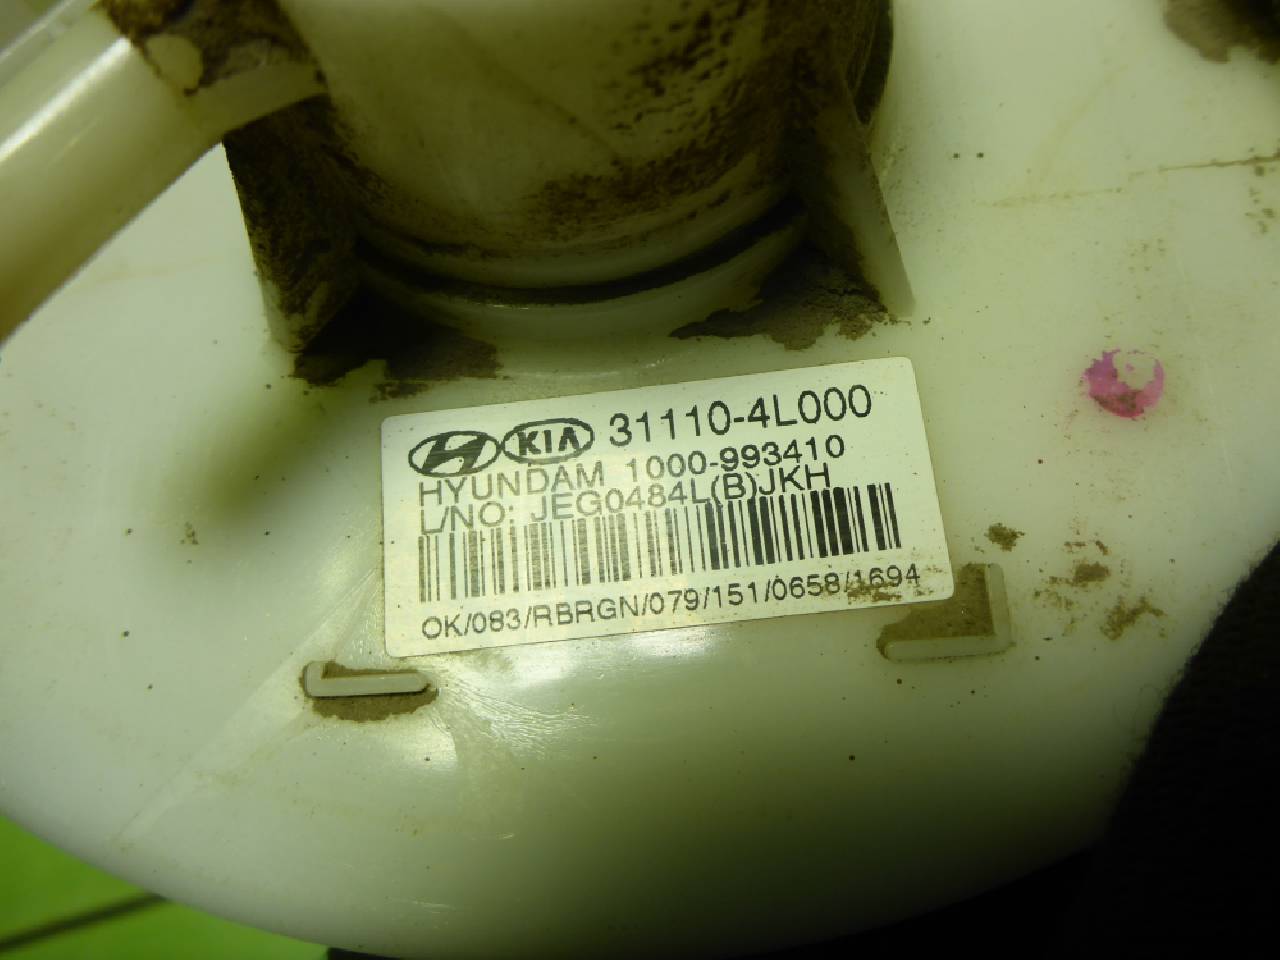 H KIA 31110-4L000
HYUNDAM 1000-993410
L/NO: JEG0484L(B)JKH
OK/083/RBRGN/079/151/0658/1694